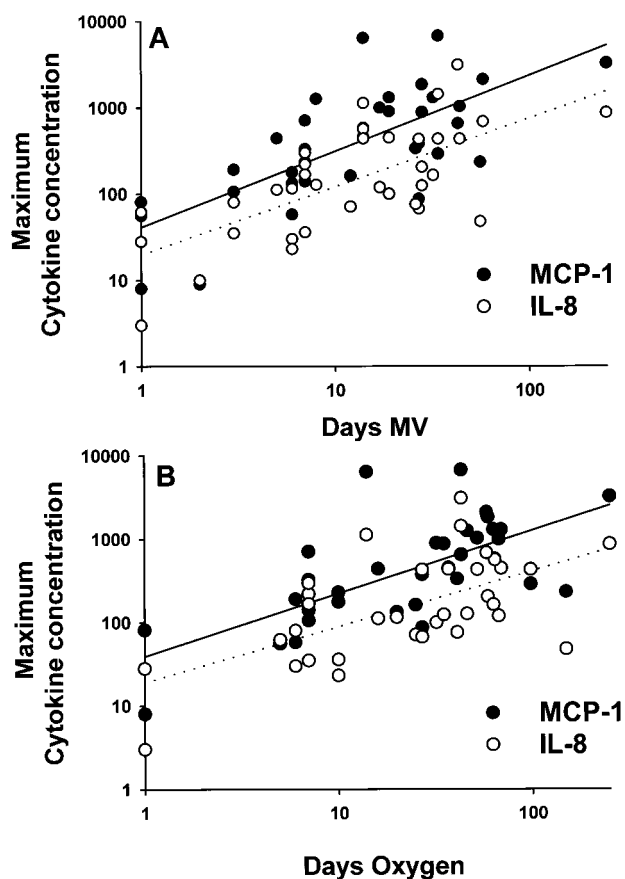 A
Maximum
Cytokine concentration
10000
1000
100
10
1
MCP-1
IL-8
1
10
100
Days MV
B
Maximum
Cytokine concentration
10000
1000
100
10
1
MCP-1
IL-8
1
10
100
Days Oxygen